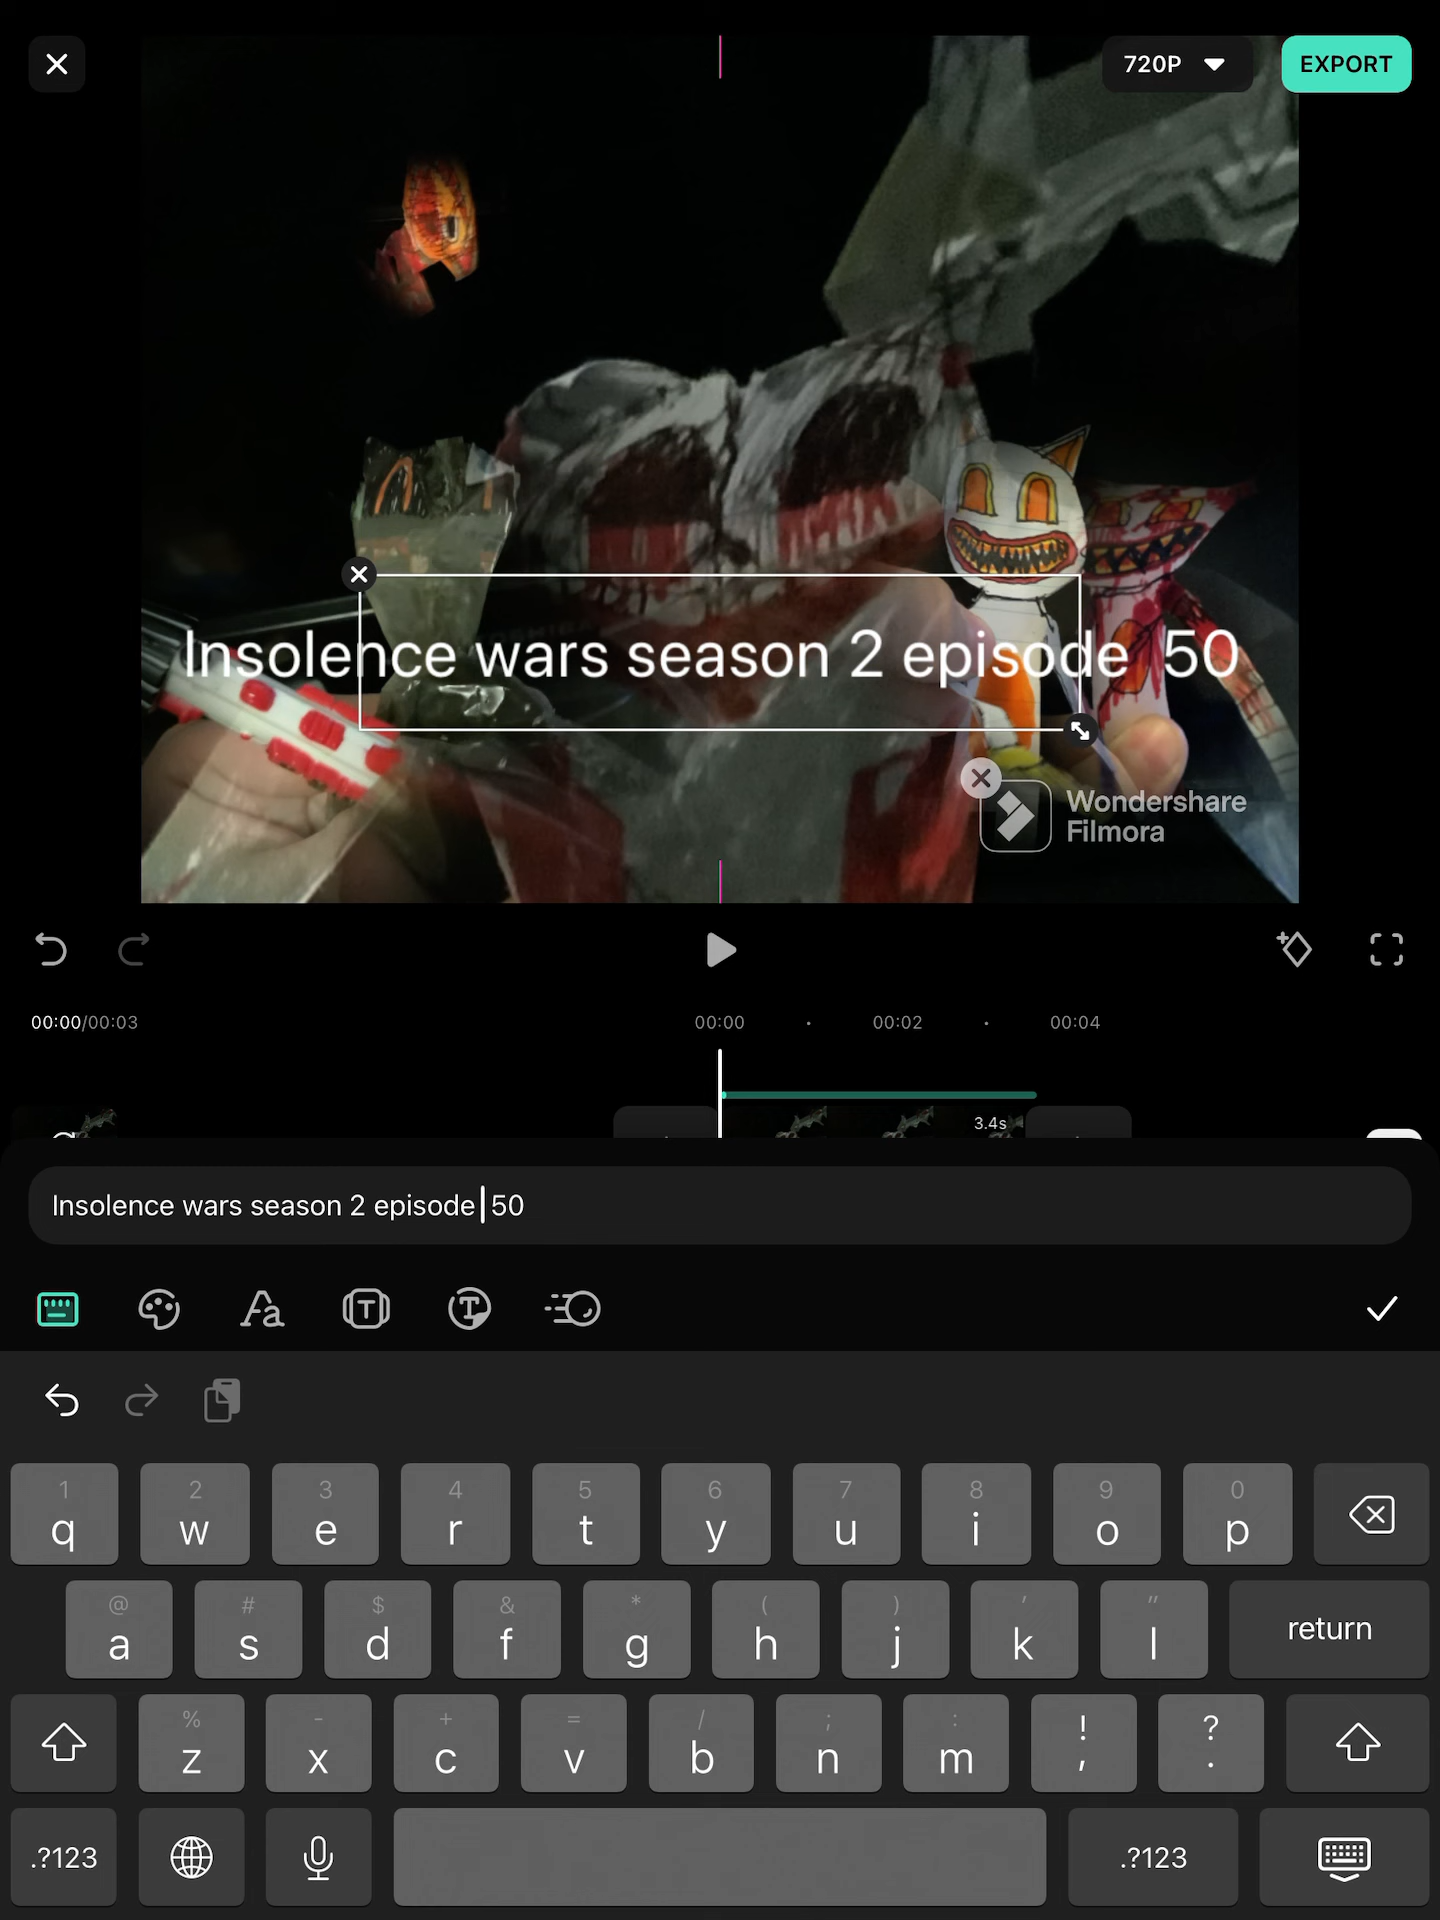 720P
EXPORT
Insolence wars season 2 episode  50
Wondershare
Filmora
00:00/00:03
00:00
00:02
00:04
3.4s
Insolence wars season 2 episode 50
1 2 3 4 5 6 7 8 9 0
q w e r t y u i o p
@ # $ & * ( ) ' "
a s d f g h j k l
return
% - + = / ; : ! ?
z x c v b n m , .
.?123
.?123